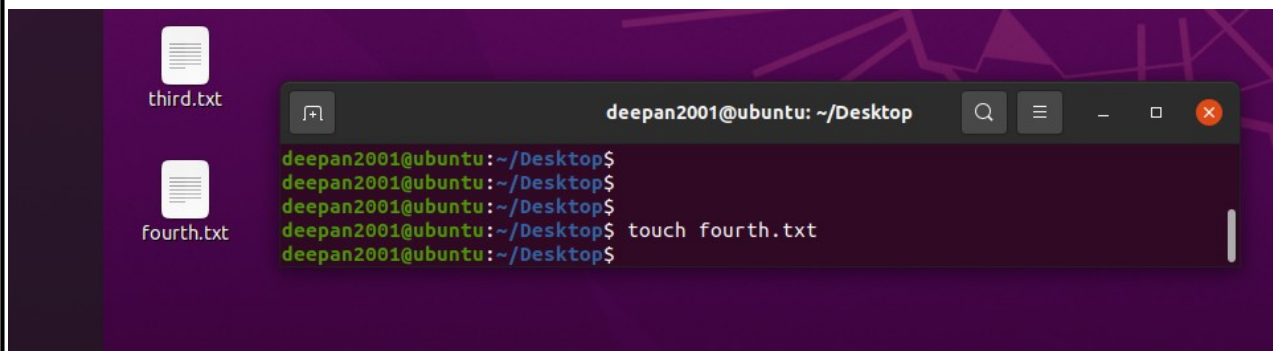 third.txt
fourth.txt
deepan2001@ubuntu: ~/Desktop
deepan2001@ubuntu:~/Desktop$
deepan2001@ubuntu:~/Desktop$
deepan2001@ubuntu:~/Desktop$
deepan2001@ubuntu:~/Desktop$ touch fourth.txt
deepan2001@ubuntu:~/Desktop$